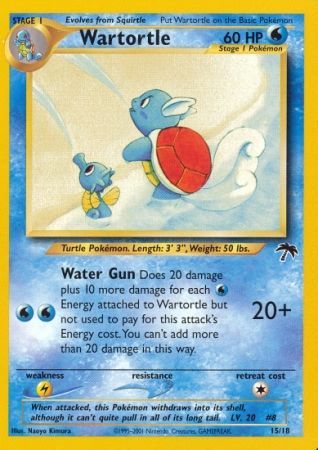 STAGE 1 Evolves from Squirtle Put Wartortle on the Basic Pokémon
Wartortle 60 HP
Stage 1 Pokémon
Turtle Pokémon. Length: 3' 3", Weight: 50 lbs.
Water Gun Does 20 damage
plus 10 more damage for each
Energy attached to Wartortle but
not used to pay for this attack's
Energy cost. You can't add more
than 20 damage in this way.
20+
weakness resistance retreat cost
When attacked, this Pokémon withdraws into its shell,
although it can't quite pull in all of its long tail. LV. 20 #8
Illus. Naoyo Kimura ©1995-2001 Nintendo, Creatures, GAMEFREAK. 15/18